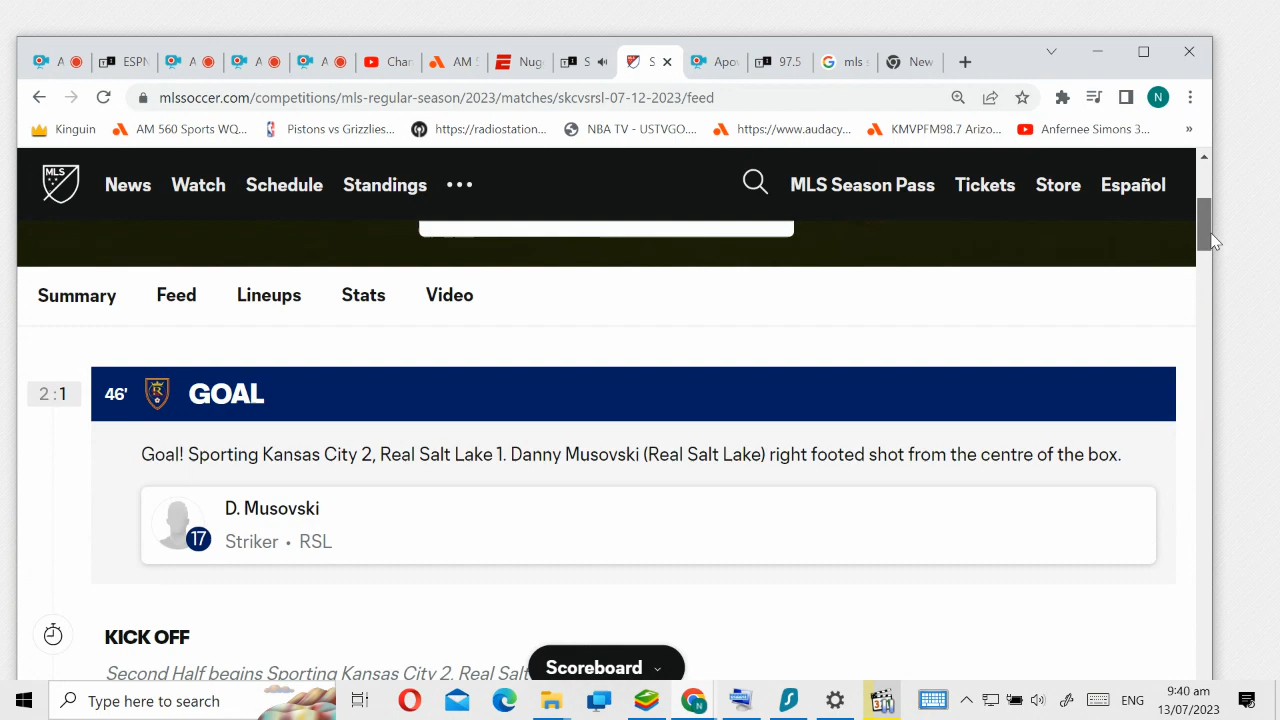 A
ESPN
A
A
A
Chan
AM 5
Nug
S
S
Apo
97.5
mls s
New
mlssoccer.com/competitions/mls-regular-season/2023/matches/skcvsrsl-07-12-2023/feed
N
Kinguin
AM 560 Sports WQ...
Pistons vs Grizzlies...
https://radiostation...
NBA TV - USTVGO....
https://www.audacy...
KMVPFM98.7 Arizo...
Anfernee Simons 3...
»
MLS
News
Watch
Schedule
Standings
MLS Season Pass
Tickets
Store
Español
Summary
Feed
Lineups
Stats
Video
2 : 1
46'
GOAL
Goal! Sporting Kansas City 2, Real Salt Lake 1. Danny Musovski (Real Salt Lake) right footed shot from the centre of the box.
D. Musovski
17
Striker • RSL
KICK OFF
Second Half begins Sporting Kansas City 2, Real Salt
Scoreboard
Type here to search
ENG
9:40 am
13/07/2023